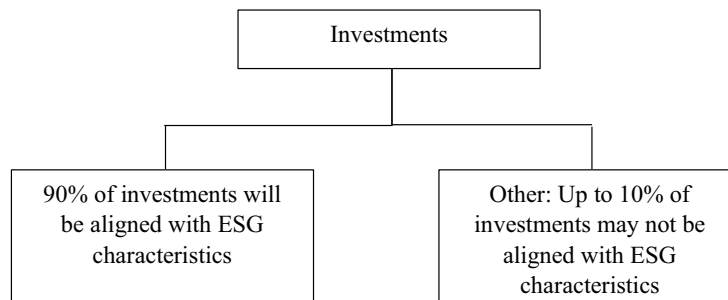 Investments
90% of investments will
be aligned with ESG
characteristics
Other: Up to 10% of
investments may not be
aligned with ESG
characteristics